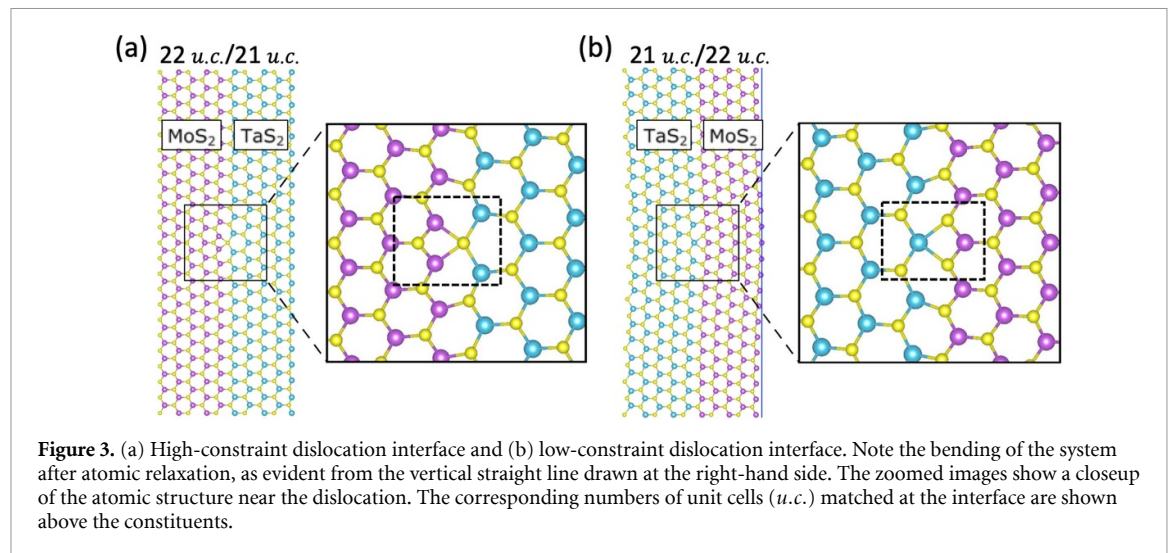 (a) 22 u.c./21 u.c.
(b) 21 u.c./22 u.c.
MoS₂ TaS₂
TaS₂ MoS₂
Figure 3. (a) High-constraint dislocation interface and (b) low-constraint dislocation interface. Note the bending of the system
after atomic relaxation, as evident from the vertical straight line drawn at the right-hand side. The zoomed images show a closeup
of the atomic structure near the dislocation. The corresponding numbers of unit cells (u.c.) matched at the interface are shown
above the constituents.